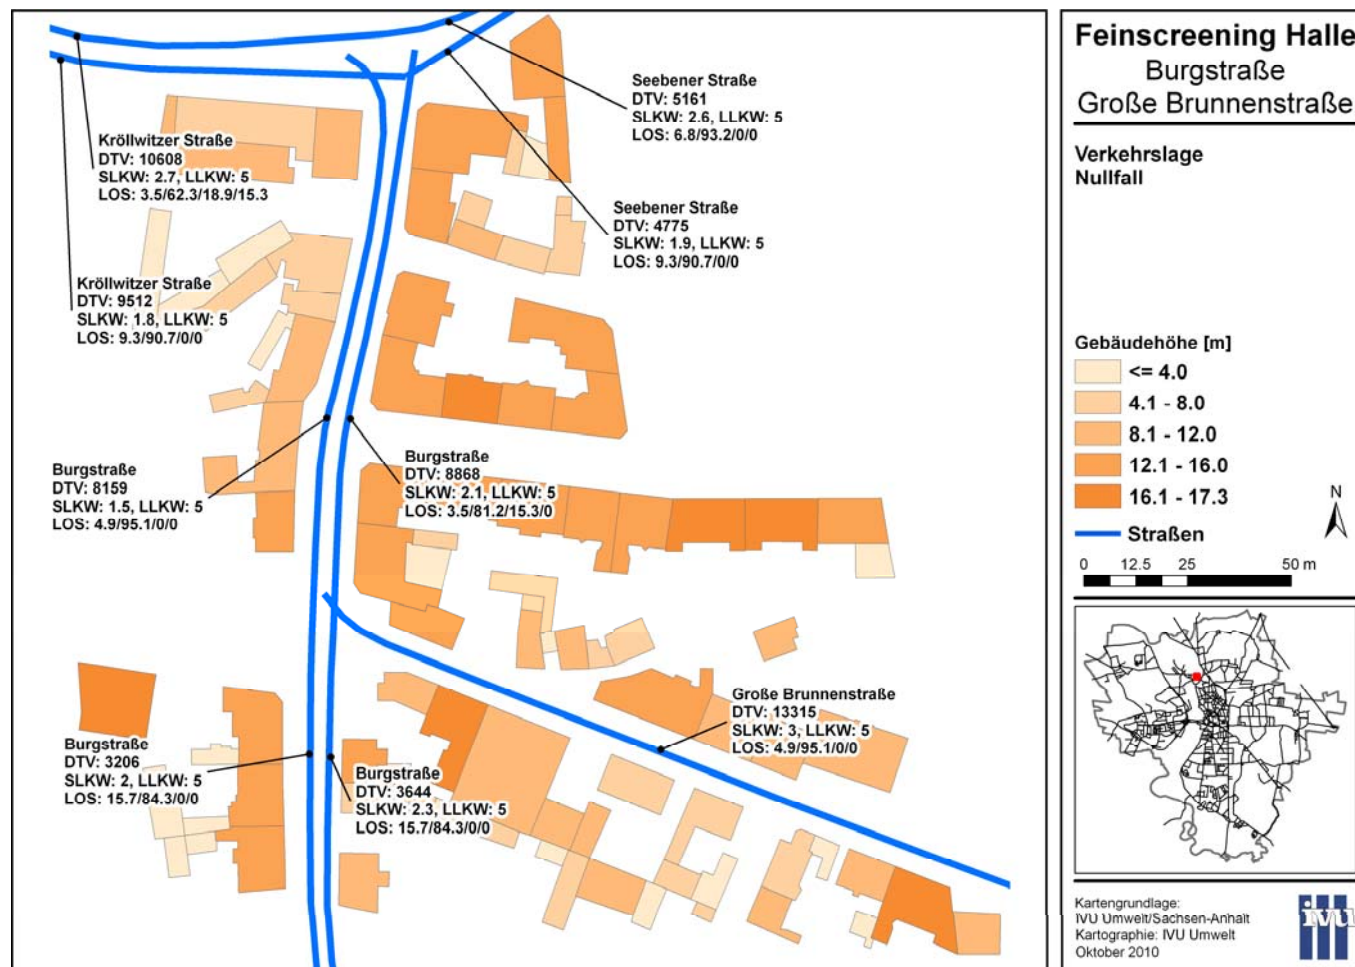 Seebener Straße
DTV: 5161
SLKW: 2.6, LLKW: 5
LOS: 6.8/93.2/0/0
Kröllwitzer Straße
DTV: 10608
SLKW: 2.7, LLKW: 5
LOS: 3.5/62.3/18.9/15.3
Seebener Straße
DTV: 4775
SLKW: 1.9, LLKW: 5
LOS: 9.3/90.7/0/0
Kröllwitzer Straße
DTV: 9512
SLKW: 1.8, LLKW: 5
LOS: 9.3/90.7/0/0
Burgstraße
DTV: 8159
SLKW: 1.5, LLKW: 5
LOS: 4.9/95.1/0/0
Burgstraße
DTV: 8868
SLKW: 2.1, LLKW: 5
LOS: 3.5/81.2/15.3/0
Große Brunnenstraße
DTV: 13315
SLKW: 3, LLKW: 5
LOS: 4.9/95.1/0/0
Burgstraße
DTV: 3206
SLKW: 2, LLKW: 5
LOS: 15.7/84.3/0/0
Burgstraße
DTV: 3644
SLKW: 2.3, LLKW: 5
LOS: 15.7/84.3/0/0
Feinscreening Halle
Burgstraße
Große Brunnenstraße
Verkehrslage
Nullfall
Gebäudehöhe [m]
<= 4.0
4.1 - 8.0
8.1 - 12.0
12.1 - 16.0
16.1 - 17.3
Straßen
N
0 12.5 25 50 m
Kartengrundlage:
IVU Umwelt/Sachsen-Anhalt
Kartographie: IVU Umwelt
Oktober 2010
ivu